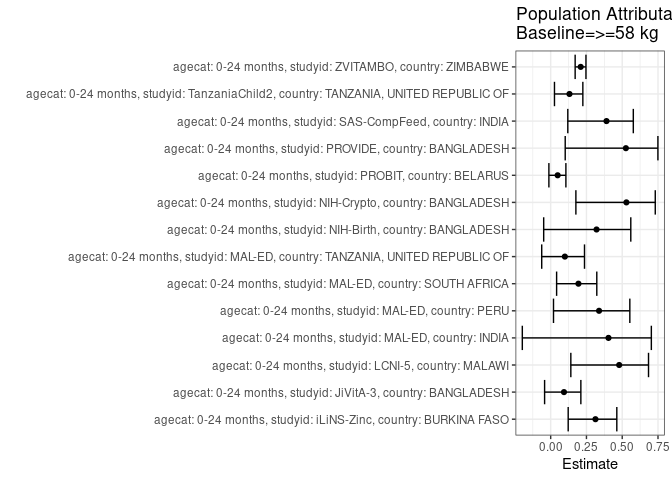 Population Attributa
Baseline=>=58 kg
agecat: 0-24 months, studyid: ZVITAMBO, country: ZIMBABWE
agecat: 0-24 months, studyid: TanzaniaChild2, country: TANZANIA, UNITED REPUBLIC OF
agecat: 0-24 months, studyid: SAS-CompFeed, country: INDIA
agecat: 0-24 months, studyid: PROVIDE, country: BANGLADESH
agecat: 0-24 months, studyid: PROBIT, country: BELARUS
agecat: 0-24 months, studyid: NIH-Crypto, country: BANGLADESH
agecat: 0-24 months, studyid: NIH-Birth, country: BANGLADESH
agecat: 0-24 months, studyid: MAL-ED, country: TANZANIA, UNITED REPUBLIC OF
agecat: 0-24 months, studyid: MAL-ED, country: SOUTH AFRICA
agecat: 0-24 months, studyid: MAL-ED, country: PERU
agecat: 0-24 months, studyid: MAL-ED, country: INDIA
agecat: 0-24 months, studyid: LCNI-5, country: MALAWI
agecat: 0-24 months, studyid: JiVitA-3, country: BANGLADESH
agecat: 0-24 months, studyid: iLiNS-Zinc, country: BURKINA FASO
0.00 0.25 0.50 0.75
Estimate